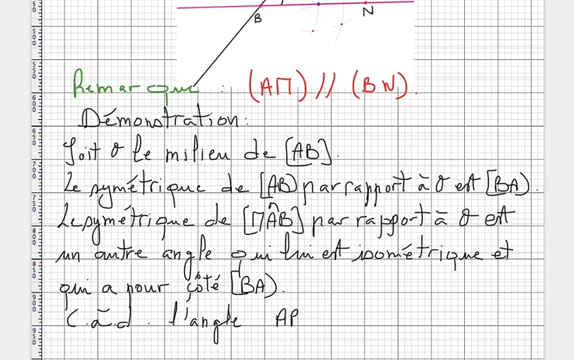 B N
Remarque : (AM) // (BN).
Démonstration:
Soit O le milieu de [AB].
Le symétrique de [AB) par rapport à O est [BA).
Le symétrique de [MAB] par rapport à O est
un autre angle qui lui est isométrique et
qui a pour côté [BA).
C.à.d. l'angle AP